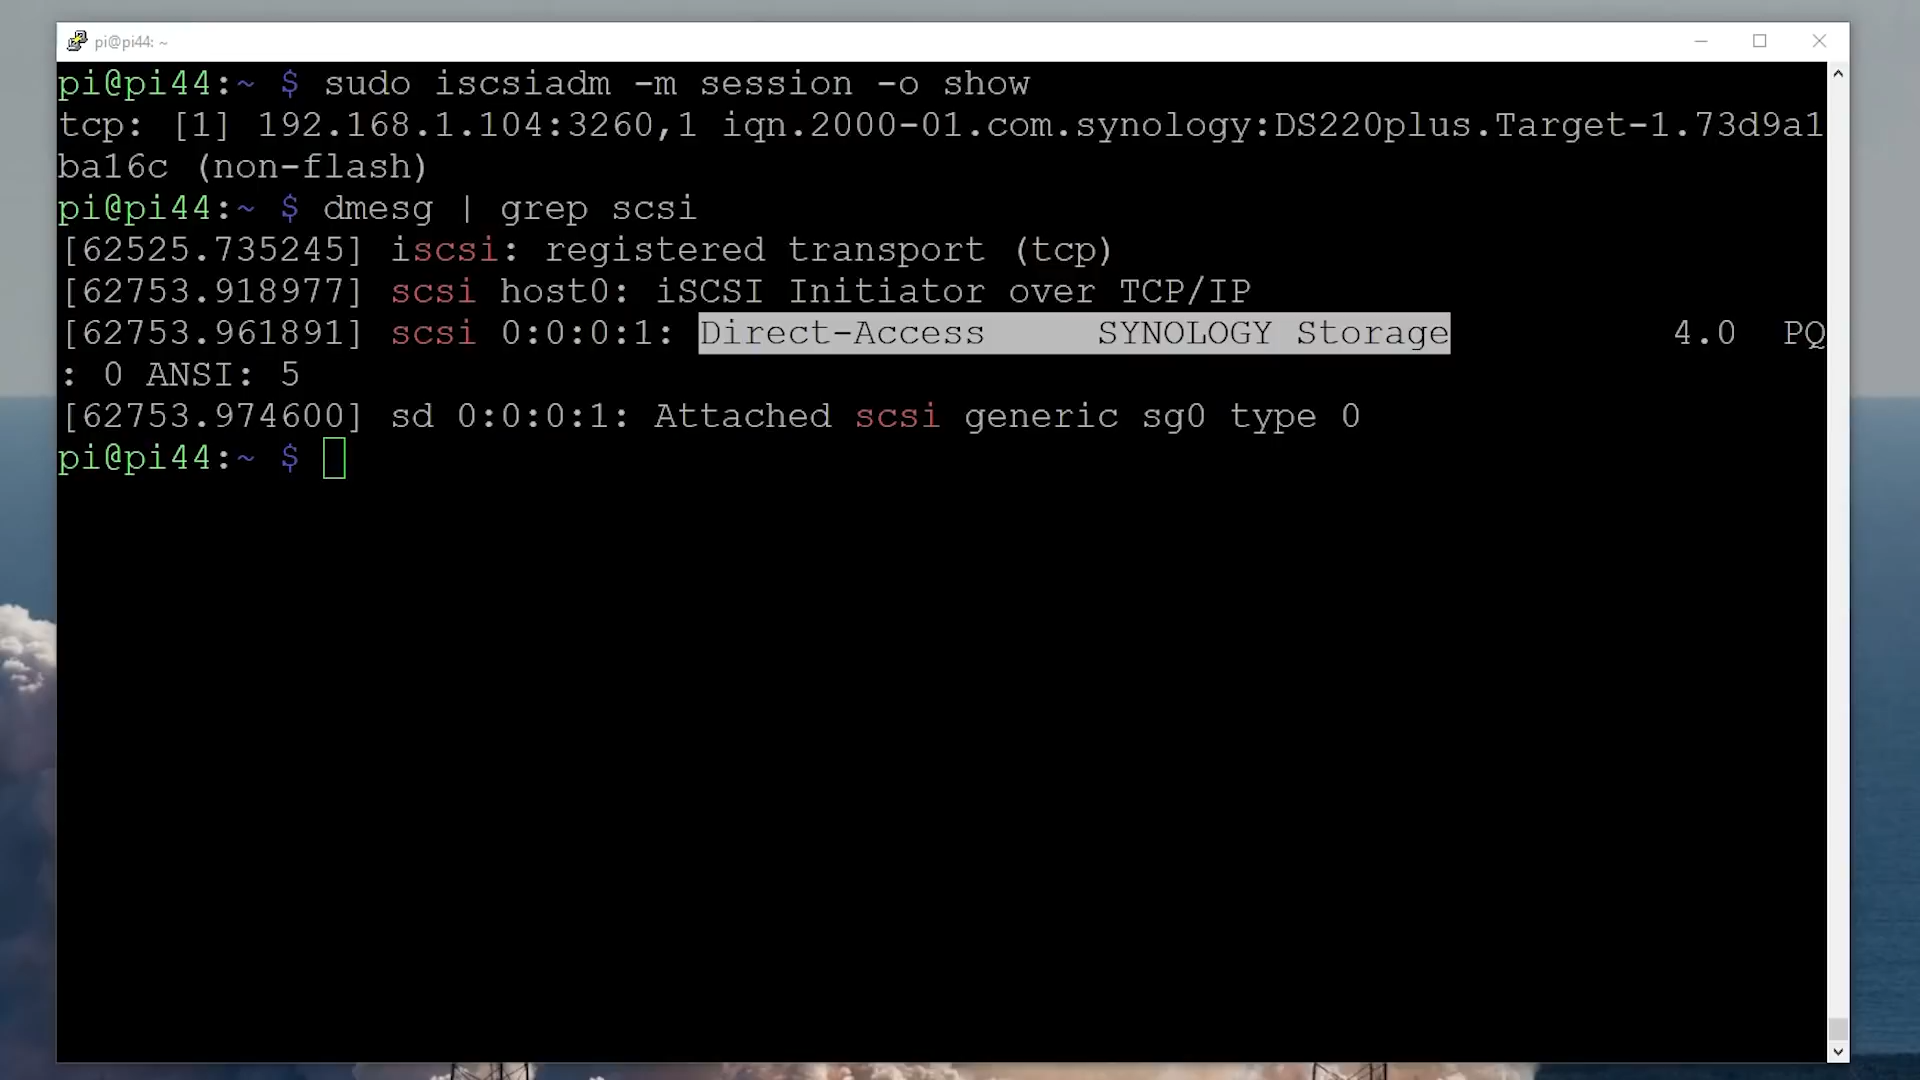 pi@pi44: ~
pi@pi44:~ $ sudo iscsiadm -m session -o show
tcp: [1] 192.168.1.104:3260,1 iqn.2000-01.com.synology:DS220plus.Target-1.73d9a1
ba16c (non-flash)
pi@pi44:~ $ dmesg | grep scsi
[62525.735245] iscsi: registered transport (tcp)
[62753.918977] scsi host0: iSCSI Initiator over TCP/IP
[62753.961891] scsi 0:0:0:1: Direct-Access     SYNOLOGY Storage          4.0  PQ
: 0 ANSI: 5
[62753.974600] sd 0:0:0:1: Attached scsi generic sg0 type 0
pi@pi44:~ $